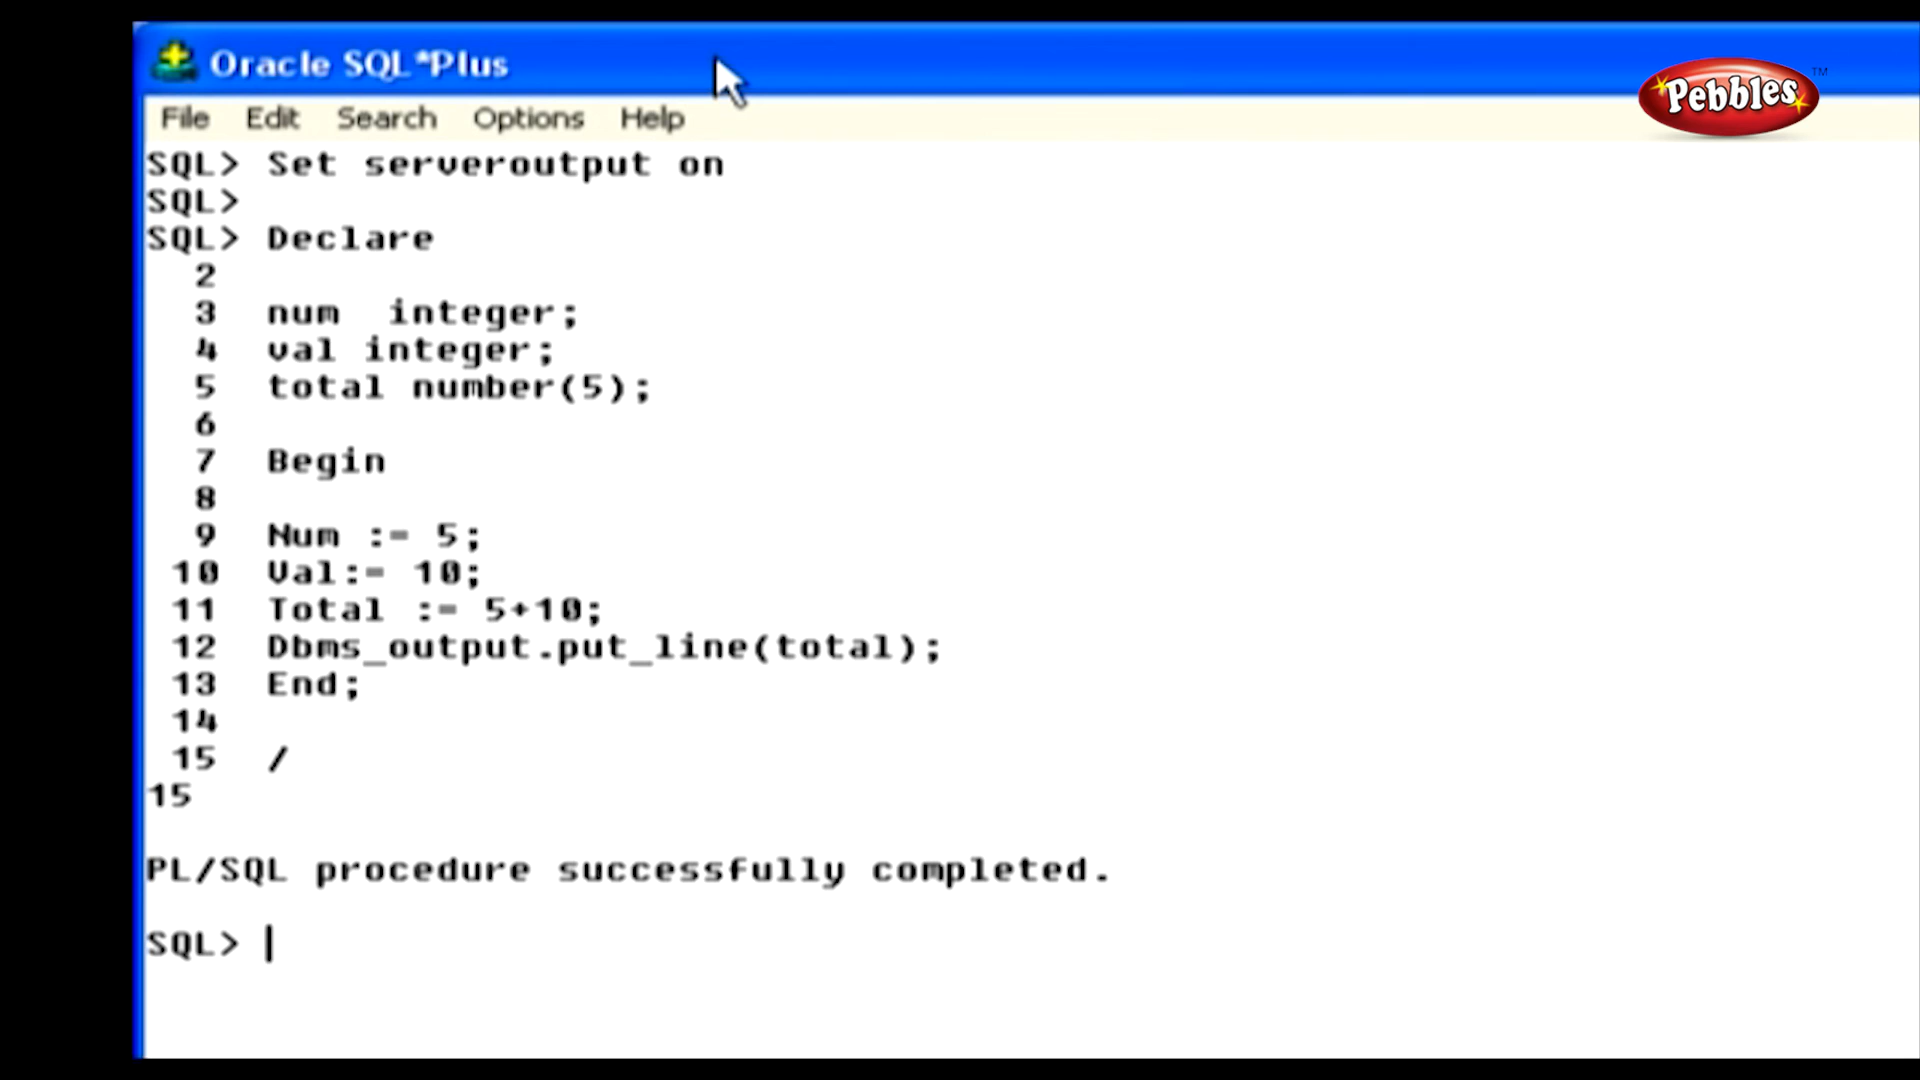 Oracle SQL*Plus
Pebbles™
File Edit Search Options Help
SQL> Set serveroutput on
SQL>
SQL> Declare
2
3 num integer;
4 val integer;
5 total number(5);
6
7 Begin
8
9 Num := 5;
10 Val:= 10;
11 Total := 5+10;
12 Dbms_output.put_line(total);
13 End;
14
15 /
15
PL/SQL procedure successfully completed.
SQL>